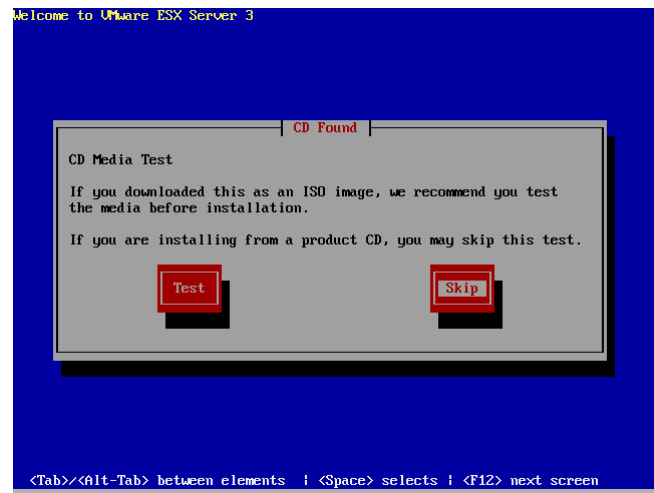 Welcome to VMware ESX Server 3
CD Found
CD Media Test
If you downloaded this as an ISO image, we recommend you test
the media before installation.
If you are installing from a product CD, you may skip this test.
Test
Skip
<Tab>/<Alt-Tab> between elements | <Space> selects | <F12> next screen